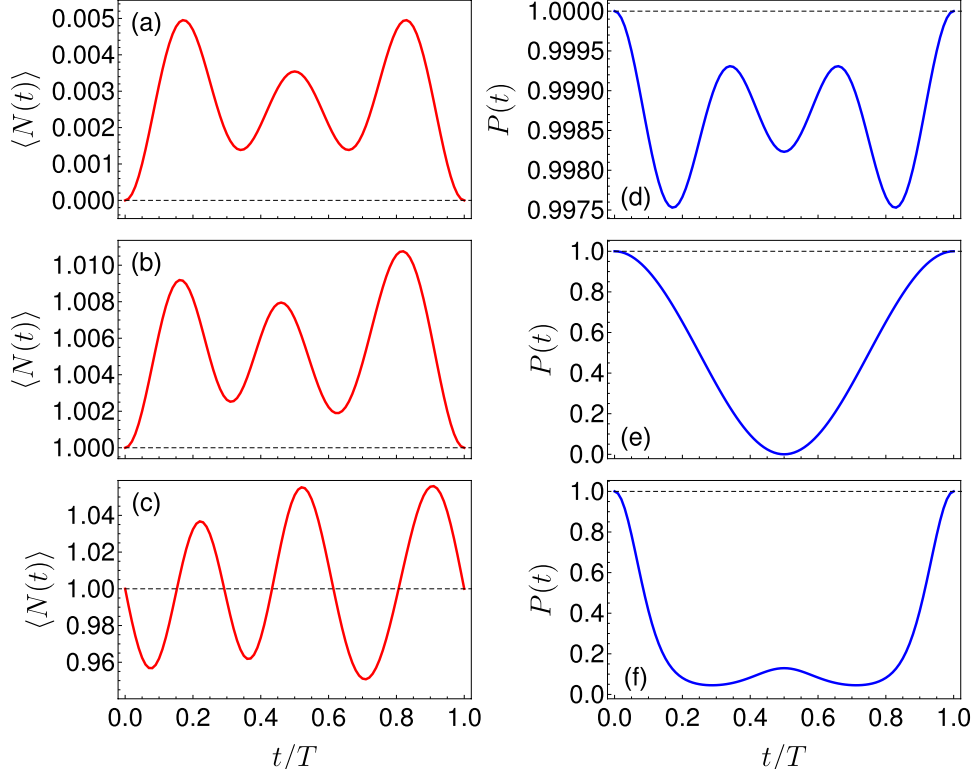 (a)
⟨N(t)⟩
0.005
0.004
0.003
0.002
0.001
0.000
(d)
P(t)
1.0000
0.9995
0.9990
0.9985
0.9980
0.9975
(b)
⟨N(t)⟩
1.010
1.008
1.006
1.004
1.002
1.000
(e)
P(t)
1.0
0.8
0.6
0.4
0.2
0.0
(c)
⟨N(t)⟩
1.04
1.00
0.98
0.96
0.0 0.2 0.4 0.6 0.8 1.0
t/T
(f)
P(t)
1.0
0.8
0.6
0.4
0.2
0.0
0.0 0.2 0.4 0.6 0.8 1.0
t/T